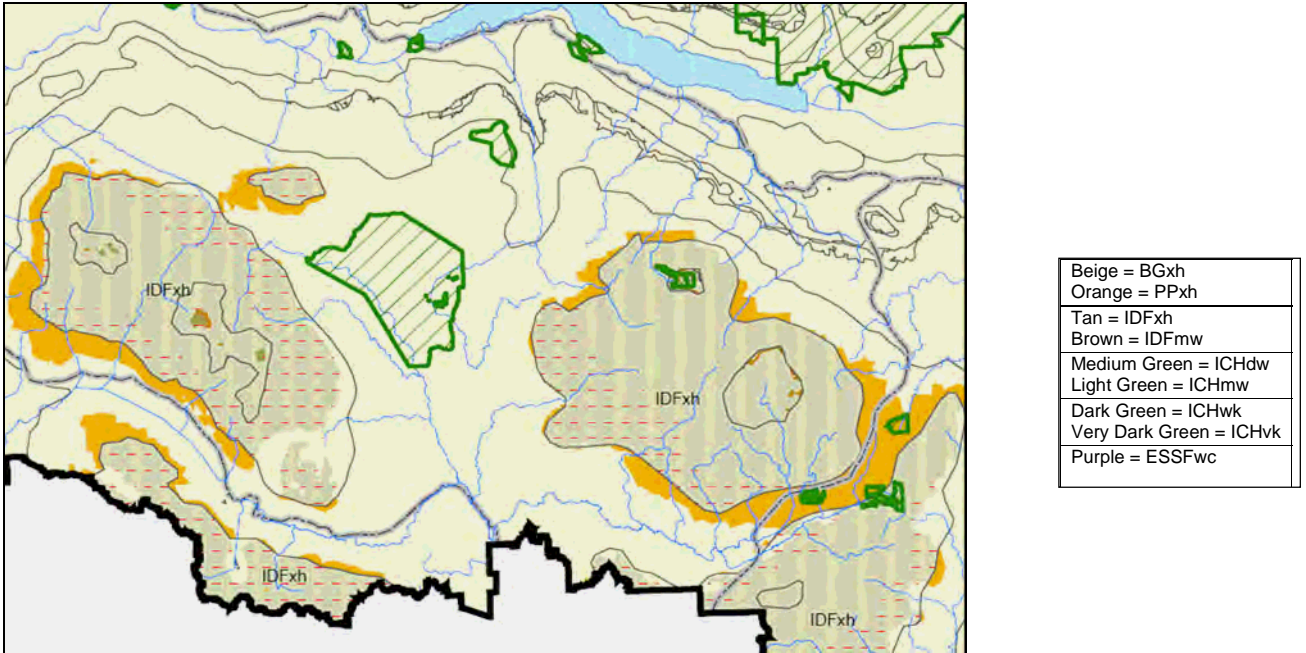 IDFxh
IDFxh
IDFxh
IDFxh
Beige = BGxh
Orange = PPxh
Tan = IDFxh
Brown = IDFmw
Medium Green = ICHdw
Light Green = ICHmw
Dark Green = ICHwk
Very Dark Green = ICHvk
Purple = ESSFwc